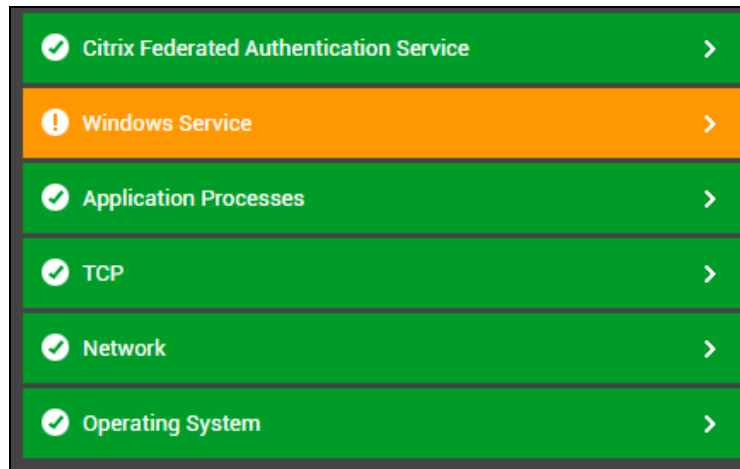 Citrix Federated Authentication Service
Windows Service
Application Processes
TCP
Network
Operating System